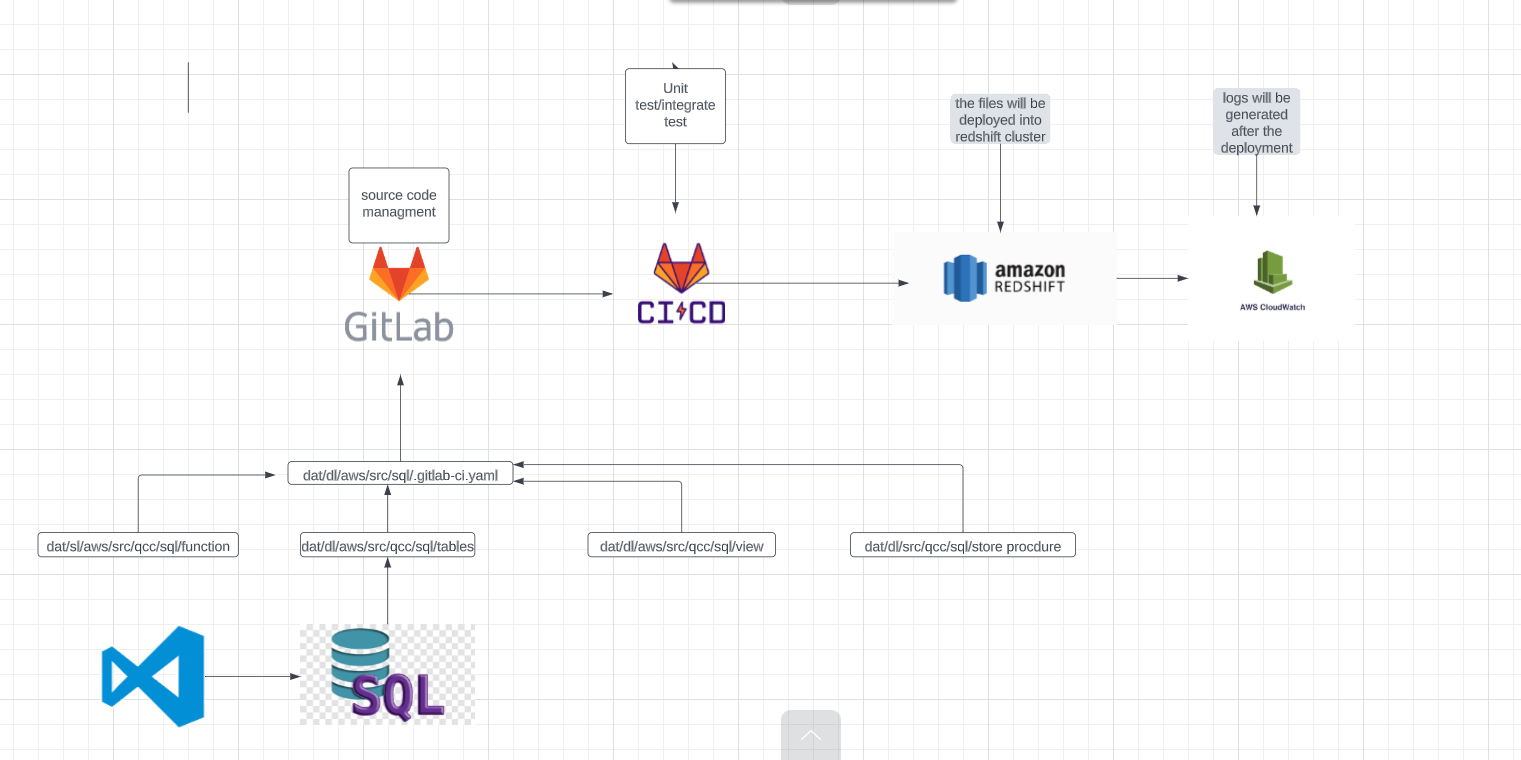 Unit
test/integrate
test
the files will be
deployed into
redshift cluster
logs will be
generated
after the
deployment
source code
managment
GitLab
CI CD
amazon
REDSHIFT
AWS CloudWatch
dat/dl/aws/src/sql/.gitlab-ci.yaml
dat/sl/aws/src/qcc/sql/function
dat/dl/aws/src/qcc/sql/tables
dat/dl/aws/src/qcc/sql/view
dat/dl/src/qcc/sql/store procdure
SQL